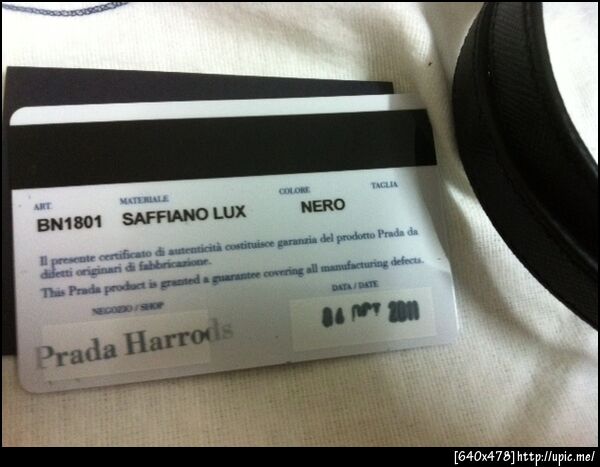 ART. MATERIALE COLORE TAGLIA
BN1801 SAFFIANO LUX NERO
Il presente certificato di autenticità costituisce garanzia del prodotto Prada da
difetti originari di fabbricazione.
This Prada product is granted a guarantee covering all manufacturing defects.
NEGOZIO / SHOP DATA / DATE
Prada Harrods 2011
[640x478]http://upic.me/